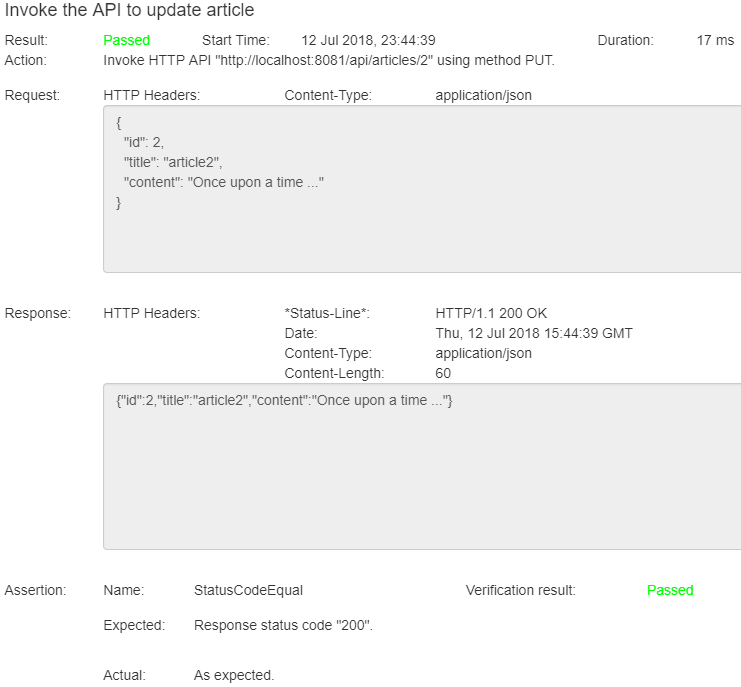 Invoke the API to update article
Result: Passed Start Time: 12 Jul 2018, 23:44:39 Duration: 17 ms
Action: Invoke HTTP API "http://localhost:8081/api/articles/2" using method PUT.
Request: HTTP Headers: Content-Type: application/json
{
"id": 2,
"title": "article2",
"content": "Once upon a time ..."
}
Response: HTTP Headers: *Status-Line*: HTTP/1.1 200 OK
Date: Thu, 12 Jul 2018 15:44:39 GMT
Content-Type: application/json
Content-Length: 60
{"id":2,"title":"article2","content":"Once upon a time ..."}
Assertion: Name: StatusCodeEqual Verification result: Passed
Expected: Response status code "200".
Actual: As expected.